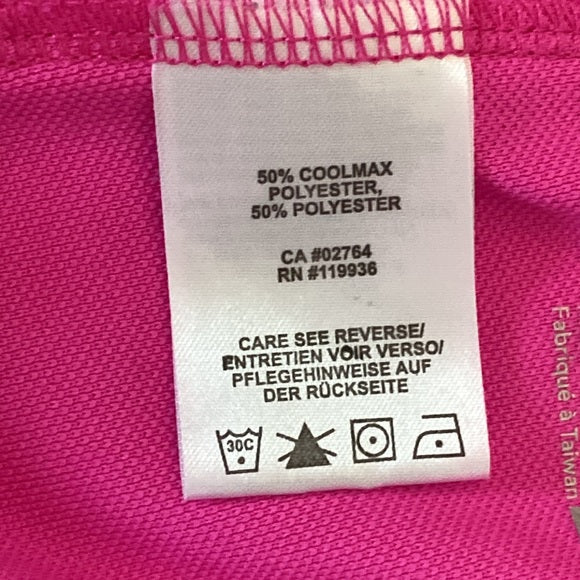 50% COOLMAX
POLYESTER,
50% POLYESTER
CA #02764
RN #119936
CARE SEE REVERSE/
ENTRETIEN VOIR VERSO/
PFLEGEHINWEISE AUF
DER RÜCKSEITE
30C
Fabriqué à Taïwan